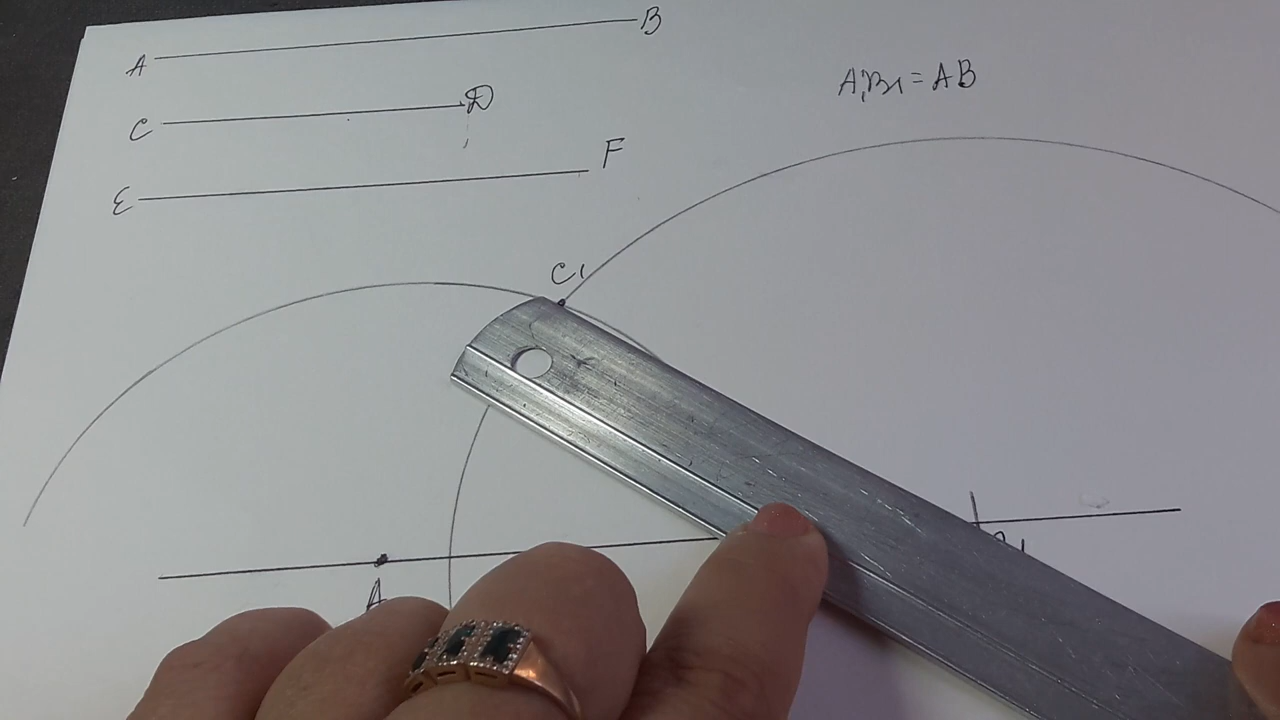 A B
A₁B₁ = AB
C D
E F
C₁
A